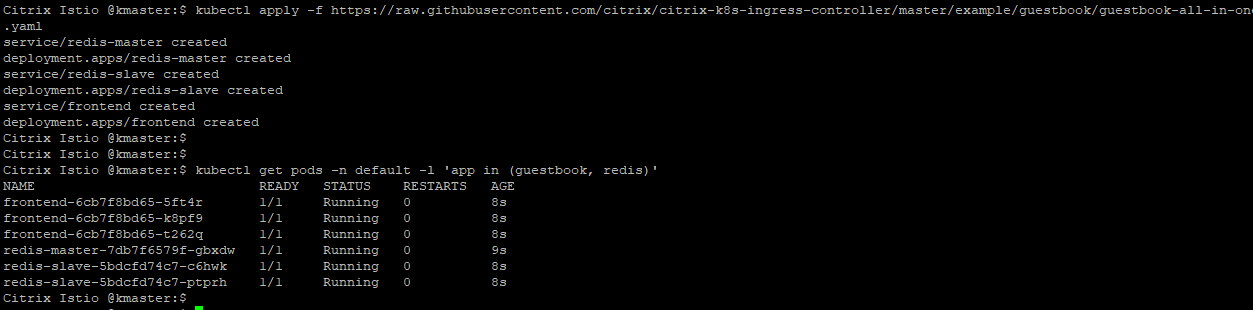 Citrix Istio @kmaster:$ kubectl apply -f https://raw.githubusercontent.com/citrix/citrix-k8s-ingress-controller/master/example/guestbook/guestbook-all-in-one
.yaml
service/redis-master created
deployment.apps/redis-master created
service/redis-slave created
deployment.apps/redis-slave created
service/frontend created
deployment.apps/frontend created
Citrix Istio @kmaster:$
Citrix Istio @kmaster:$
Citrix Istio @kmaster:$ kubectl get pods -n default -l 'app in (guestbook, redis)'
NAME READY STATUS RESTARTS AGE
frontend-6cb7f8bd65-5ft4r 1/1 Running 0 8s
frontend-6cb7f8bd65-k8pf9 1/1 Running 0 8s
frontend-6cb7f8bd65-t262q 1/1 Running 0 8s
redis-master-7db7f6579f-gbxdw 1/1 Running 0 9s
redis-slave-5bdcfd74c7-c6hwk 1/1 Running 0 8s
redis-slave-5bdcfd74c7-ptprh 1/1 Running 0 8s
Citrix Istio @kmaster:$